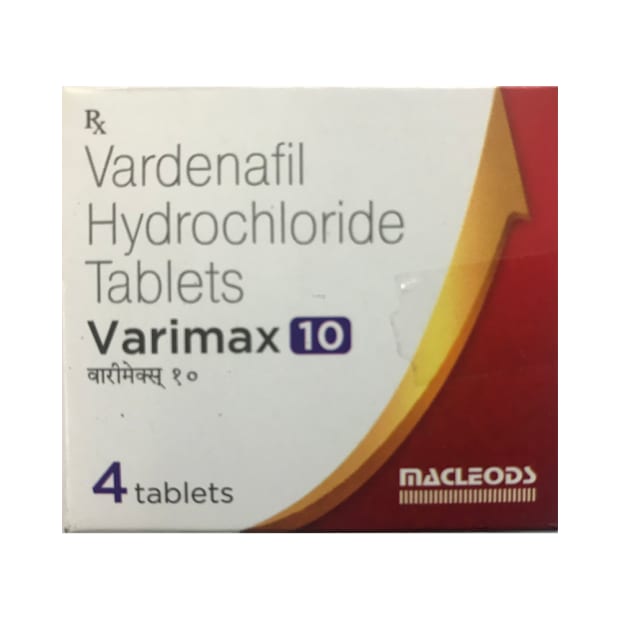 Rx
Vardenafil
Hydrochloride
Tablets
Varimax 10
वारीमेक्स् १०
4 tablets
MACLEODS